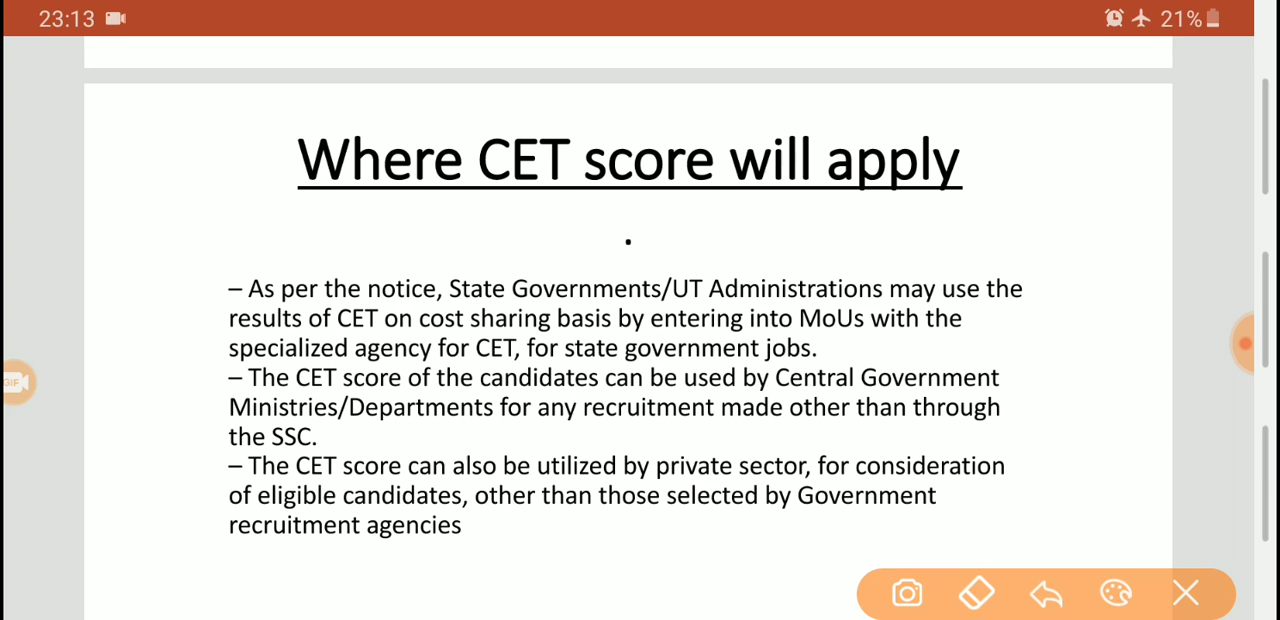 23:13
21%
Where CET score will apply
.
– As per the notice, State Governments/UT Administrations may use the
results of CET on cost sharing basis by entering into MoUs with the
specialized agency for CET, for state government jobs.
– The CET score of the candidates can be used by Central Government
Ministries/Departments for any recruitment made other than through
the SSC.
– The CET score can also be utilized by private sector, for consideration
of eligible candidates, other than those selected by Government
recruitment agencies
GIF